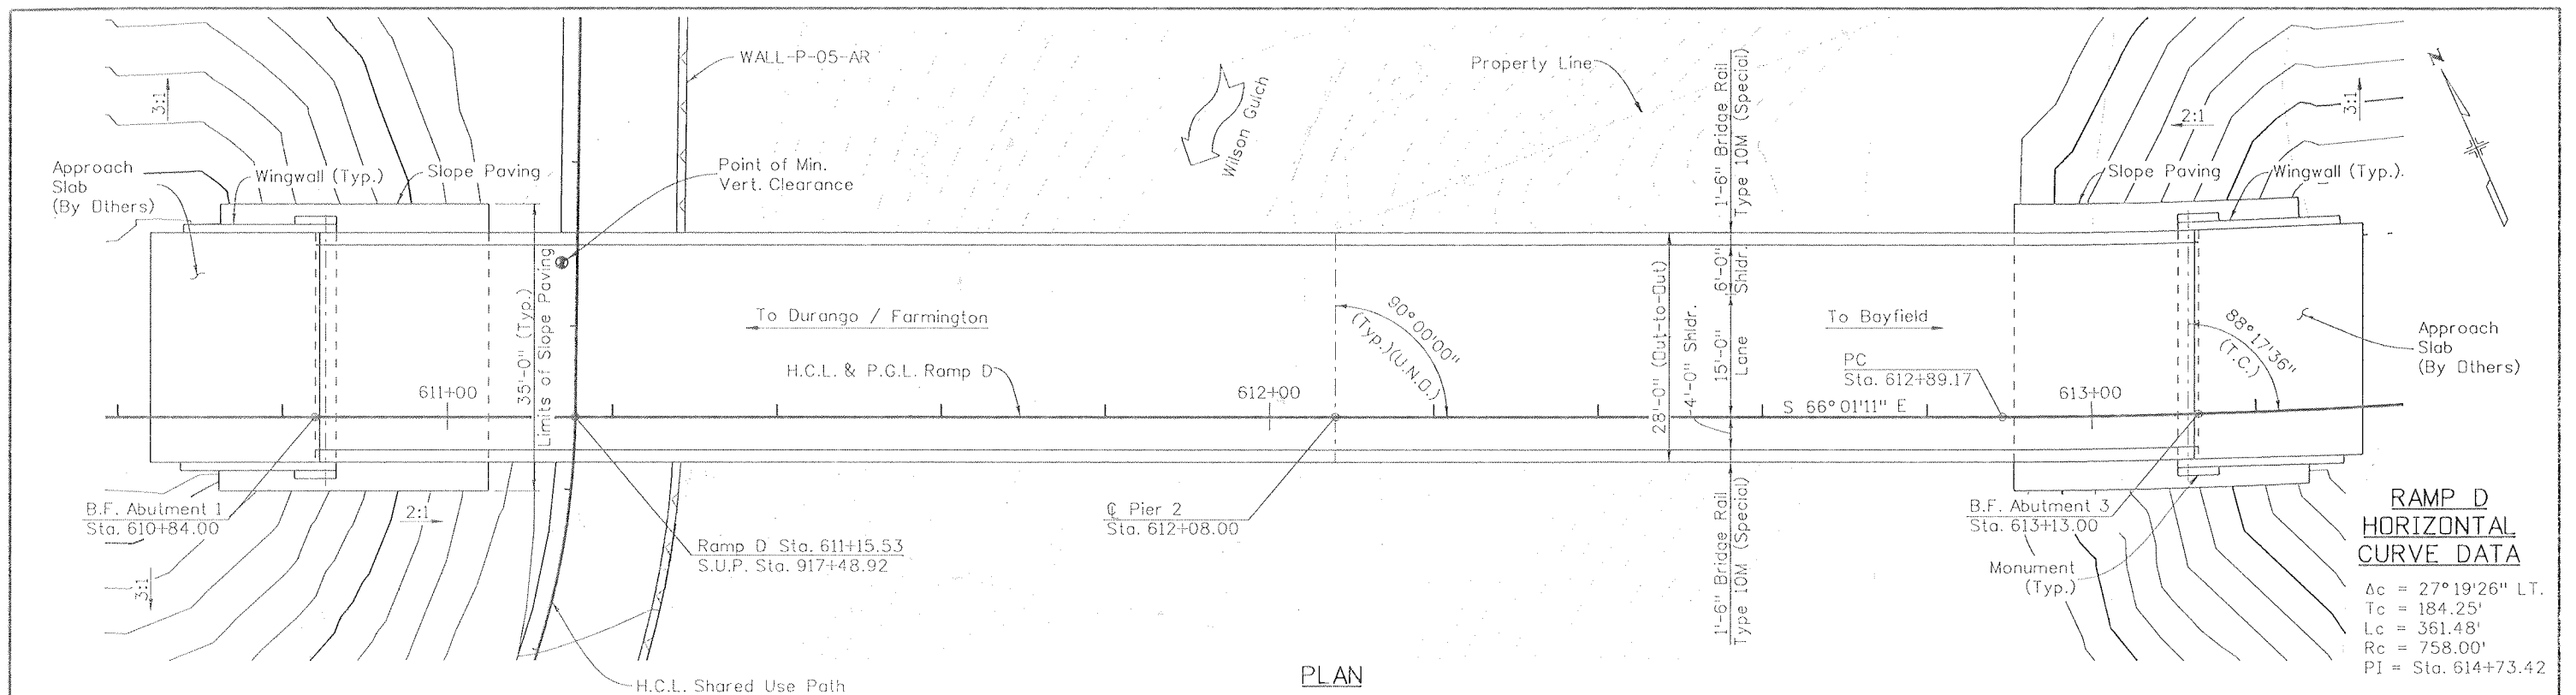 WALL-P-05-AR
Wilson Gulch
Property Line
1'-6" Bridge Rail
Type 10M (Special)
N
3:1
2:1
3:1
Approach
Slab
(By Others)
Wingwall (Typ.)
Slope Paving
Point of Min.
Vert. Clearance
Slope Paving
Wingwall (Typ.)
35'-0" (Typ.)
Limits of Slope Paving
To Durango / Farmington
H.C.L. & P.G.L. Ramp D
90°00'00"
(Typ.)(U.N.O.)
28'-0" (Out-to-Out)
4'-0" Shldr.
15'-0"
Lane
6'-0"
Shldr.
To Bayfield
PC
Sta. 612+89.17
88°17'36"
(T.C.)
Approach
Slab
(By Others)
611+00
612+00
S 66°01'11" E
613+00
B.F. Abutment 1
Sta. 610+84.00
2:1
3:1
Ramp D Sta. 611+15.53
S.U.P. Sta. 917+48.92
℄ Pier 2
Sta. 612+08.00
1'-6" Bridge Rail
Type 10M (Special)
B.F. Abutment 3
Sta. 613+13.00
Monument
(Typ.)
H.C.L. Shared Use Path
PLAN
RAMP D
HORIZONTAL
CURVE DATA
Δc = 27°19'26" LT.
Tc = 184.25'
Lc = 361.48'
Rc = 758.00'
PI = Sta. 614+73.42